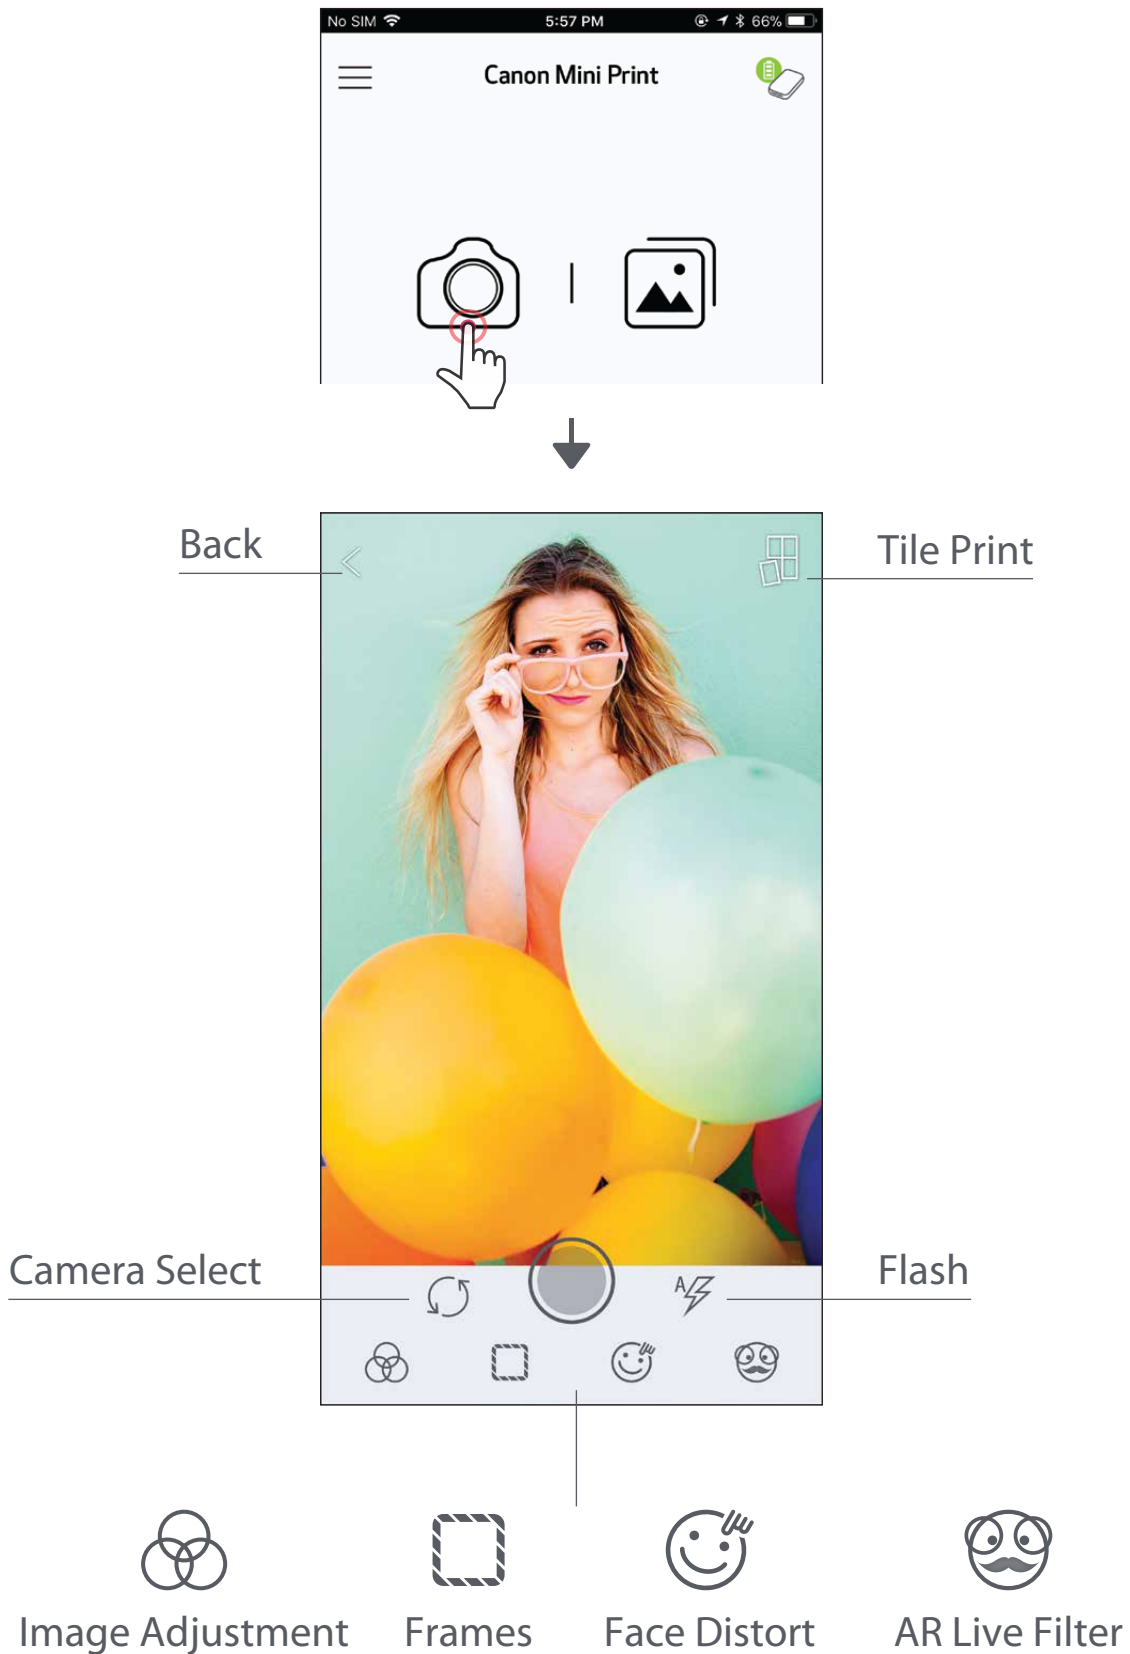 No SIM 5:57 PM 66%
Canon Mini Print
Back
Tile Print
Camera Select
Flash
A
Image Adjustment Frames Face Distort AR Live Filter